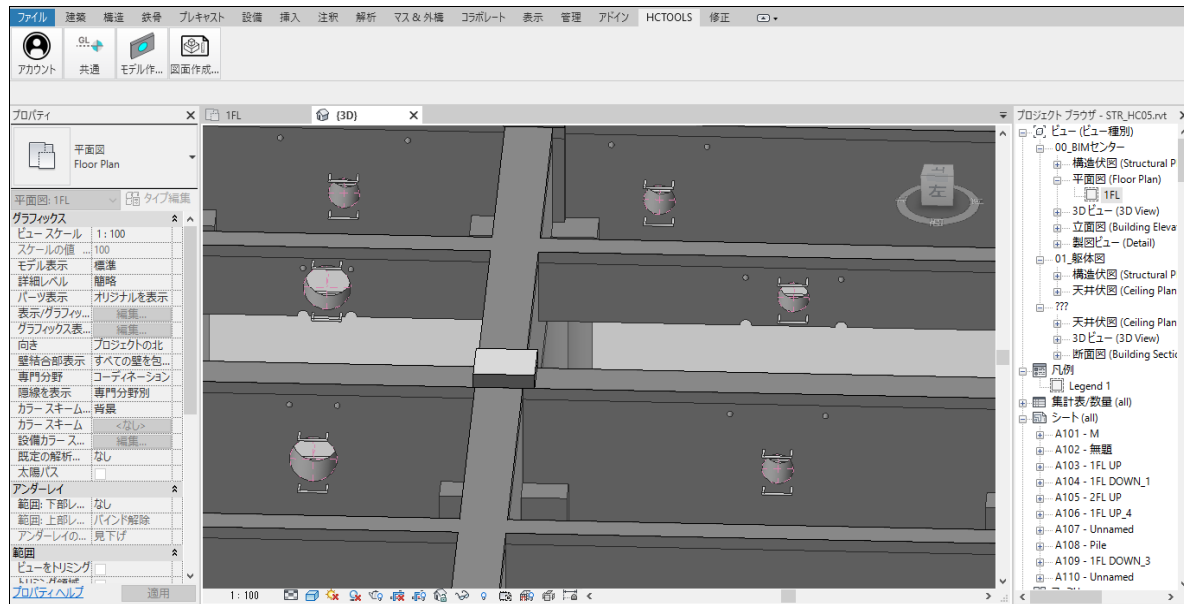 ファイル 建築 構造 鉄骨 プレキャスト 設備 挿入 注釈 解析 マス & 外構 コラボレート 表示 管理 アドイン HCTOOLS 修正
GL
アカウント 共通 モデル作... 図面作成...
プロパティ
1FL
{3D}
プロジェクト ブラウザ - STR_HC05.rvt
平面図
Floor Plan
平面図: 1FL
タイプ編集
グラフィックス
ビュー スケール 1 : 100
スケールの値 ... 100
モデル表示 標準
詳細レベル 簡略
パーツ表示 オリジナルを表示
表示/グラフィッ... 編集...
グラフィックス表... 編集...
向き プロジェクトの北
壁結合部表示 すべての壁を包...
専門分野 コーディネーション
隠線を表示 専門分野別
カラー スキーム... 背景
カラー スキーム <なし>
設備カラー ス... 編集...
既定の解析... なし
太陽パス
アンダーレイ
範囲: 下部レ... なし
範囲: 上部レ... バインド解除
アンダーレイの... 見下げ
範囲
ビューをトリミング
トリミング領域
プロパティ ヘルプ
適用
左
1 : 100
ビュー (ビュー種別)
00_BIMセンター
構造伏図 (Structural P
平面図 (Floor Plan)
1FL
3D ビュー (3D View)
立面図 (Building Eleva
製図ビュー (Detail)
01_躯体図
構造伏図 (Structural P
天井伏図 (Ceiling Plan
???
天井伏図 (Ceiling Plan
3D ビュー (3D View)
断面図 (Building Sectio
凡例
Legend 1
集計表/数量 (all)
シート (all)
A101 - M
A102 - 無題
A103 - 1FL UP
A104 - 1FL DOWN_1
A105 - 2FL UP
A106 - 1FL UP_4
A107 - Unnamed
A108 - Pile
A109 - 1FL DOWN_3
A110 - Unnamed